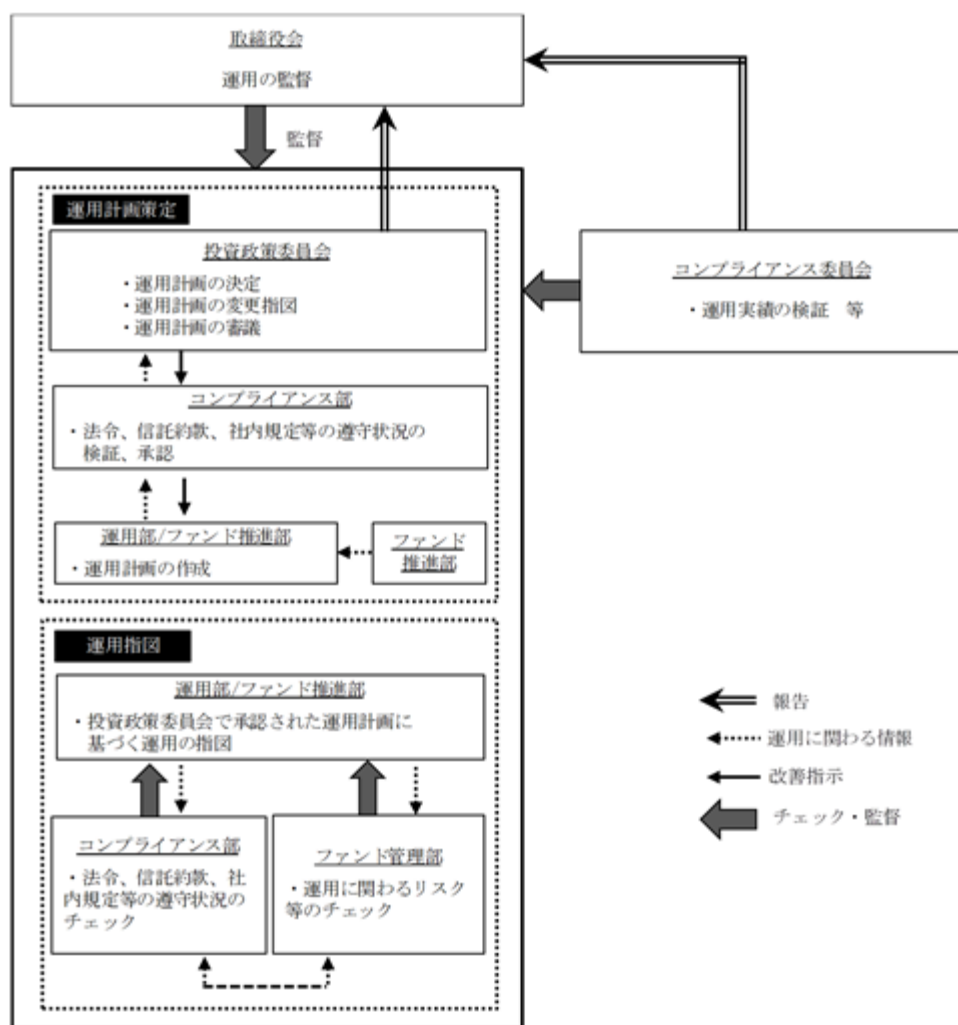 取締役会
運用の監督
監督
運用計画策定
投資政策委員会
・運用計画の決定
・運用計画の変更指図
・運用計画の審議
コンプライアンス委員会
・運用実績の検証　等
コンプライアンス部
・法令、信託約款、社内規定等の遵守状況の
検証、承認
運用部/ファンド推進部
・運用計画の作成
ファンド
推進部
運用指図
運用部/ファンド推進部
・投資政策委員会で承認された運用計画に
基づく運用の指図
コンプライアンス部
・法令、信託約款、社
内規定等の遵守状況の
チェック
ファンド管理部
・運用に関わるリスク
等のチェック
報告
運用に関わる情報
改善指示
チェック・監督